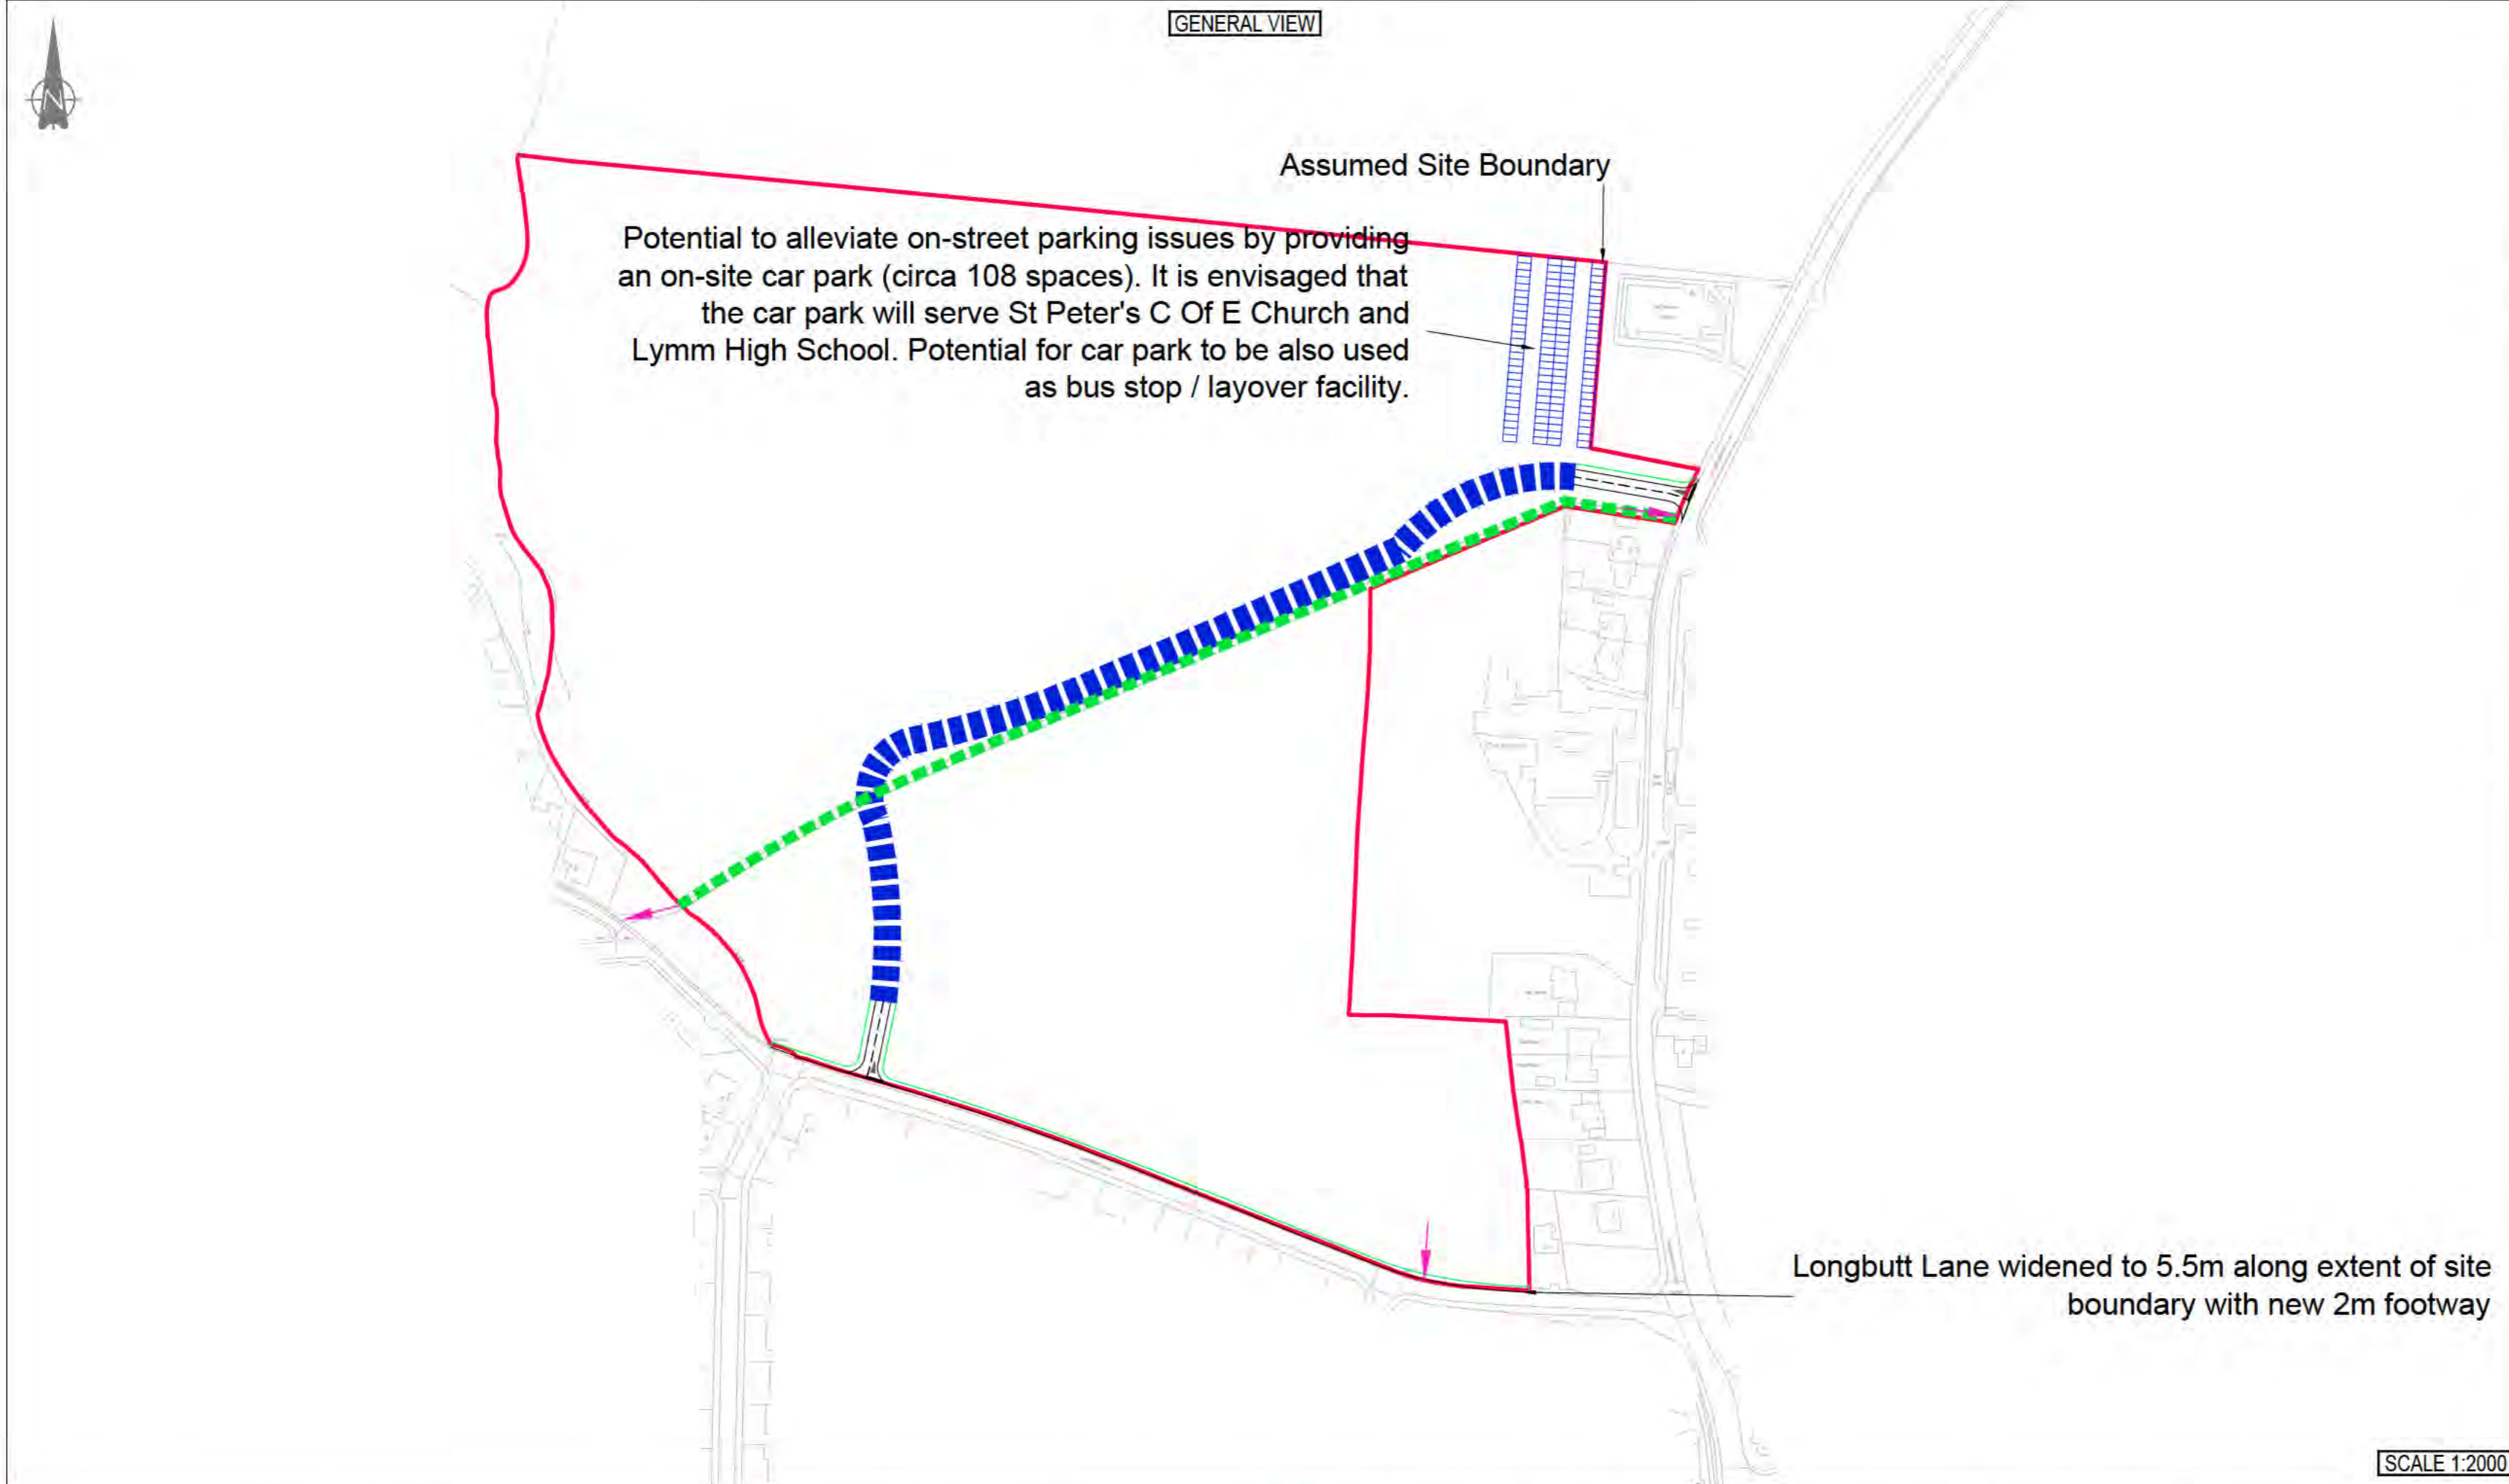 GENERAL VIEW
N
Assumed Site Boundary
Potential to alleviate on-street parking issues by providing
an on-site car park (circa 108 spaces). It is envisaged that
the car park will serve St Peter's C Of E Church and
Lymm High School. Potential for car park to be also used
as bus stop / layover facility.
Longbutt Lane widened to 5.5m along extent of site
boundary with new 2m footway
SCALE 1:2000